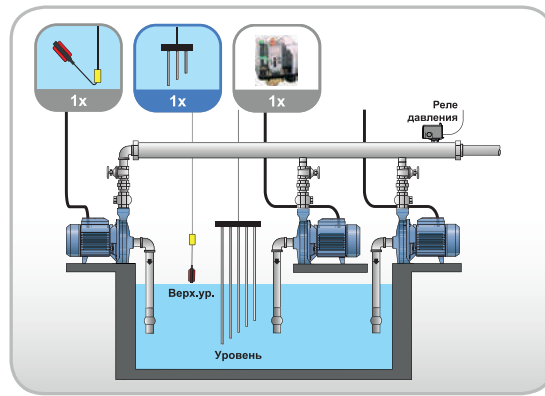 1x
1x
1x
Реле
давления
Верх.ур.
Уровень